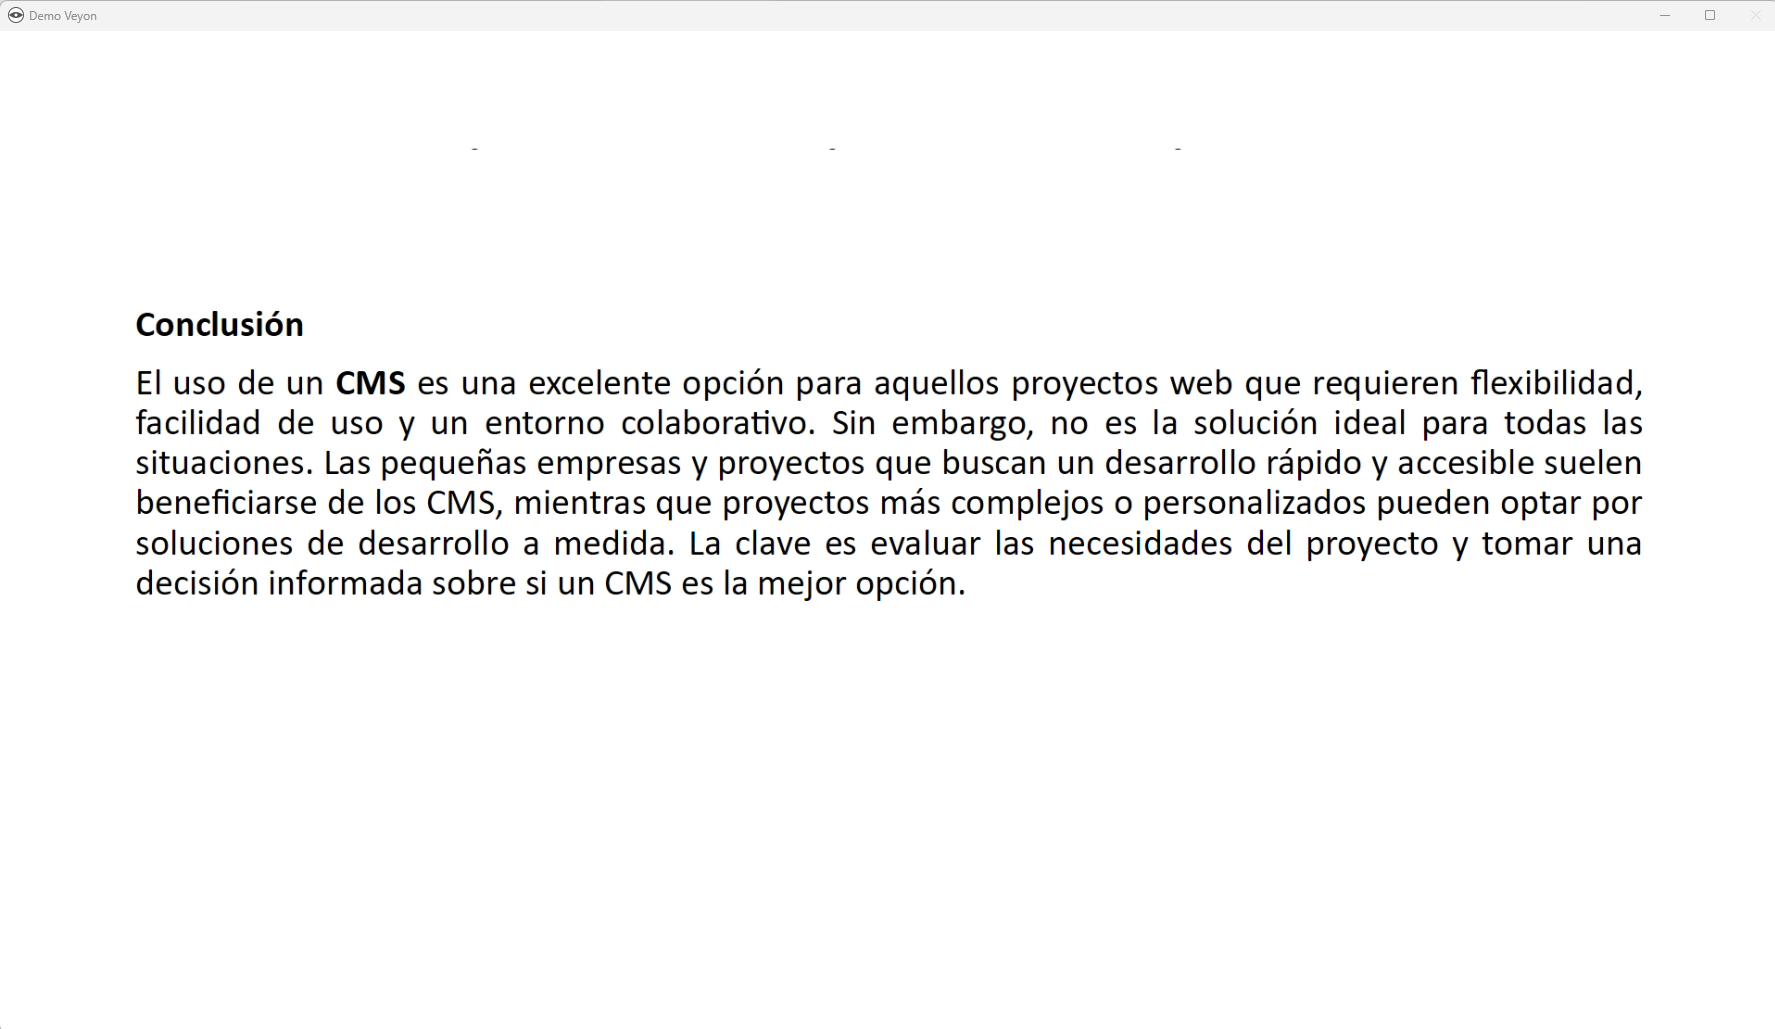 Demo Veyon
Conclusión
El uso de un CMS es una excelente opción para aquellos proyectos web que requieren flexibilidad,
facilidad de uso y un entorno colaborativo. Sin embargo, no es la solución ideal para todas las
situaciones. Las pequeñas empresas y proyectos que buscan un desarrollo rápido y accesible suelen
beneficiarse de los CMS, mientras que proyectos más complejos o personalizados pueden optar por
soluciones de desarrollo a medida. La clave es evaluar las necesidades del proyecto y tomar una
decisión informada sobre si un CMS es la mejor opción.